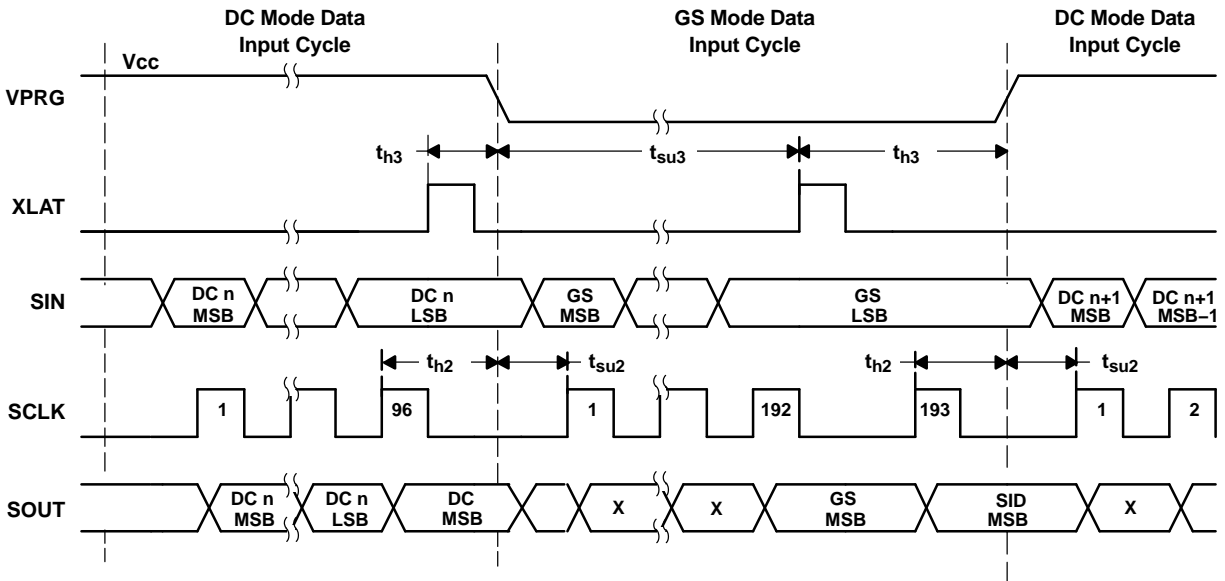 DC Mode Data
Input Cycle
GS Mode Data
Input Cycle
DC Mode Data
Input Cycle
Vcc
VPRG
th3
tsu3
th3
XLAT
SIN
DC n
MSB
DC n
LSB
GS
MSB
GS
LSB
DC n+1
MSB
DC n+1
MSB−1
th2
tsu2
th2
tsu2
SCLK
1
96
1
192
193
1
2
SOUT
DC n
MSB
DC n
LSB
DC
MSB
X
X
GS
MSB
SID
MSB
X